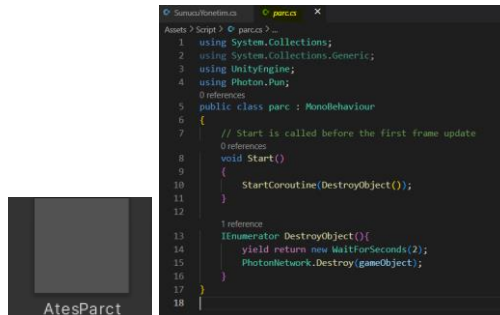 AtesParct
SunucuYonetim.cs parc.cs ×
Assets > Script > parc.cs > ...
1 using System.Collections;
2 using System.Collections.Generic;
3 using UnityEngine;
4 using Photon.Pun;
0 references
5 public class parc : MonoBehaviour
6 {
7 // Start is called before the first frame update
0 references
8 void Start()
9 {
10 StartCoroutine(DestroyObject());
11 }
12
1 reference
13 IEnumerator DestroyObject(){
14 yield return new WaitForSeconds(2);
15 PhotonNetwork.Destroy(gameObject);
16 }
17 }
18